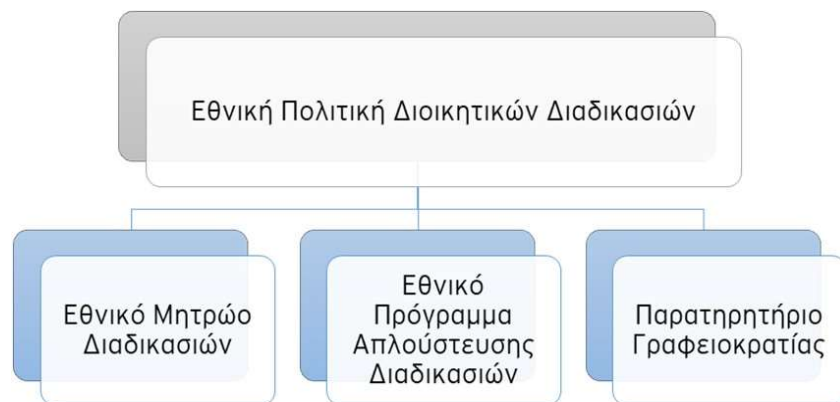 Εθνική Πολιτική Διοικητικών Διαδικασιών
Εθνικό Μητρώο
Διαδικασιών
Εθνικό
Πρόγραμμα
Απλούστευσης
Διαδικασιών
Παρατηρητήριο
Γραφειοκρατίας